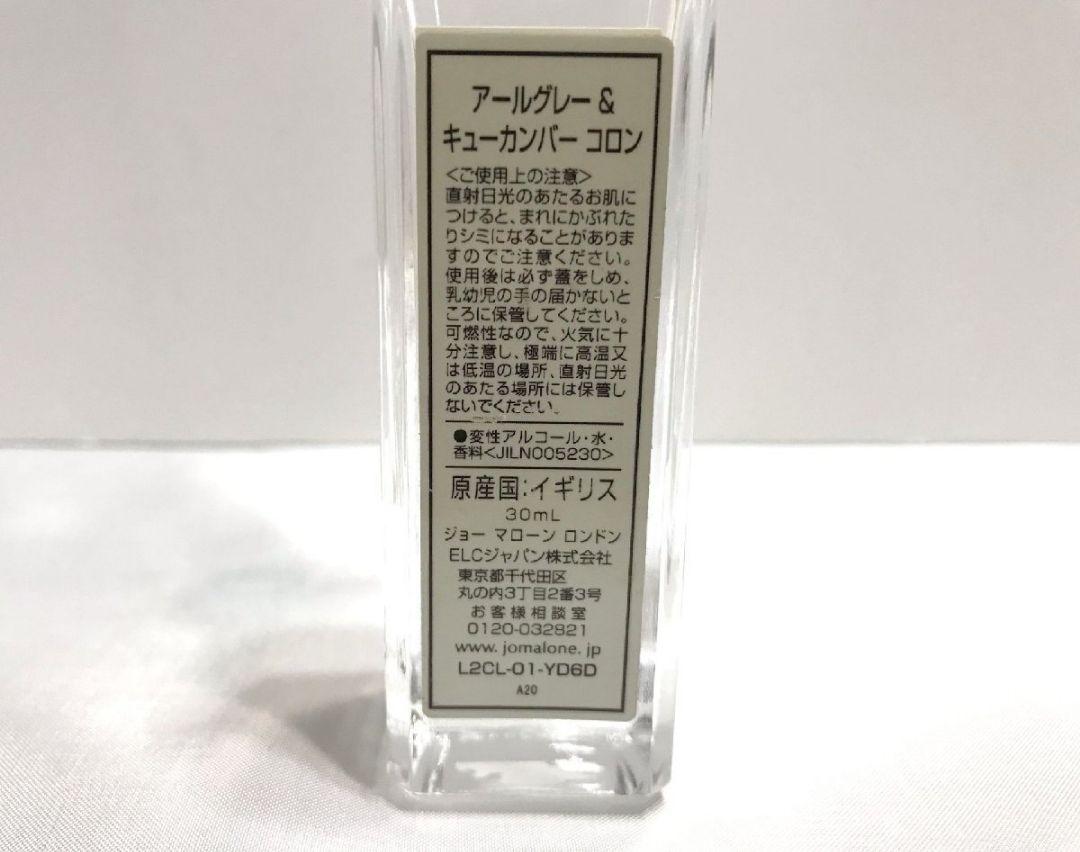 アールグレー &
キューカンバー コロン
<ご使用上の注意>
直射日光のあたるお肌に
つけると、まれにかぶれた
りシミになることがありま
すのでご注意ください。
使用後は必ず蓋をしめ、
乳幼児の手の届かないと
ころに保管してください。
可燃性なので、火気に十
分注意し、極端に高温又
は低温の場所、直射日光
のあたる場所には保管し
ないでください。
●変性アルコール・水・
香料<JILN005230>
原産国:イギリス
30mL
ジョー マローン ロンドン
ELCジャパン株式会社
東京都千代田区
丸の内3丁目2番3号
お客様相談室
0120-032821
www.jomalone.jp
L2CL-01-YD6D
A20